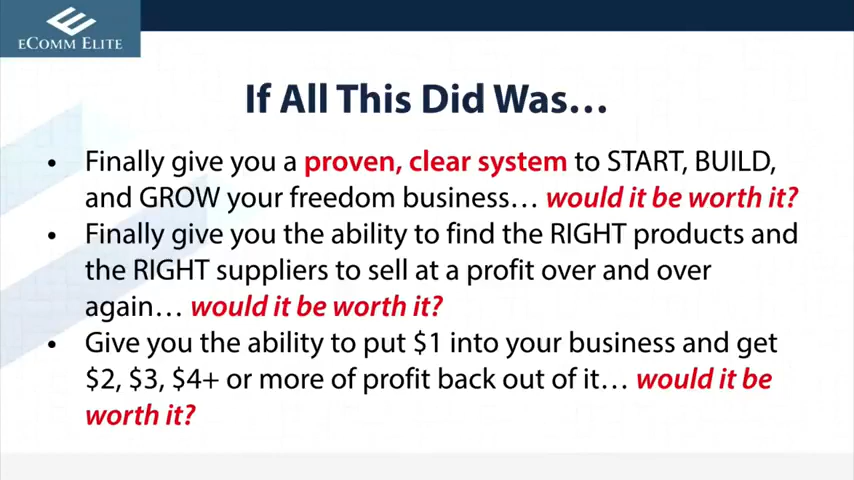 eComm Elite
If All This Did Was...
• Finally give you a proven, clear system to START, BUILD,
and GROW your freedom business... would it be worth it?
• Finally give you the ability to find the RIGHT products and
the RIGHT suppliers to sell at a profit over and over
again... would it be worth it?
• Give you the ability to put $1 into your business and get
$2, $3, $4+ or more of profit back out of it... would it be
worth it?